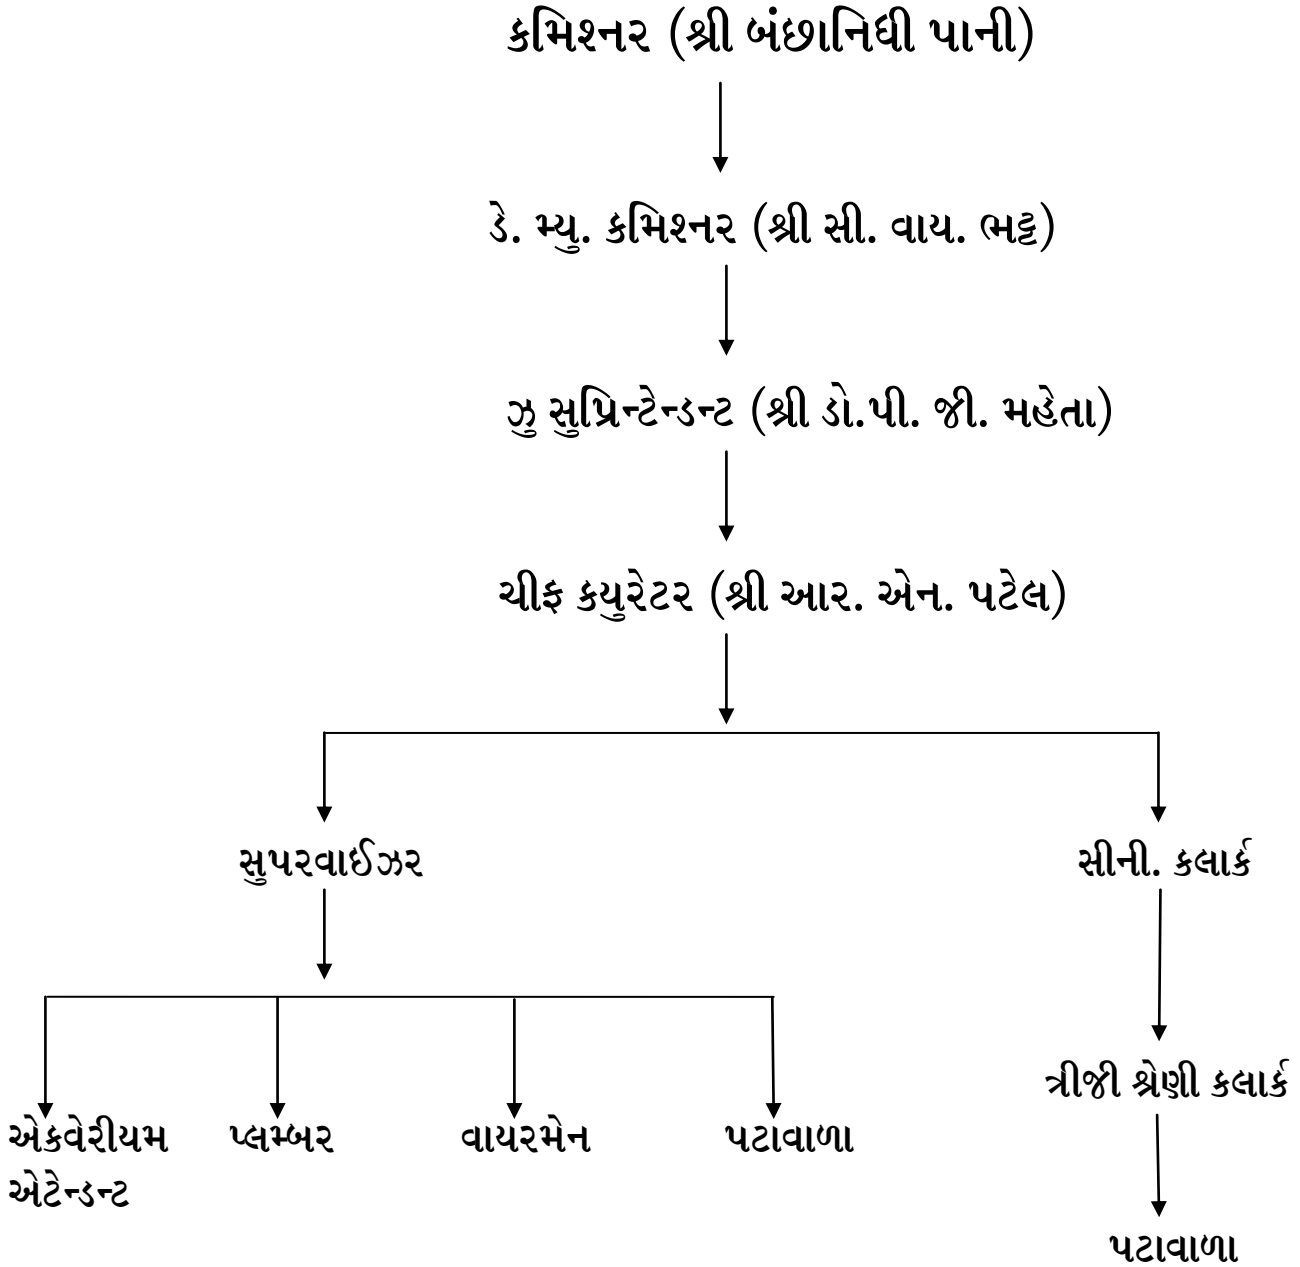 કમિશ્નર (શ્રી બંછાનિધી પાની)
ડે. મ્યુ. કમિશ્નર (શ્રી સી. વાય. ભટ્ટ)
ઝુ સુપ્રિન્ટેન્ડન્ટ (શ્રી ડો.પી. જી. મહેતા)
ચીફ કયુરેટર (શ્રી આર. એન. પટેલ)
સુપરવાઈઝર
સીની. કલાર્ક
ત્રીજી શ્રેણી કલાર્ક
એકવેરીયમ
એટેન્ડન્ટ
પ્લમ્બર
વાયરમેન
પટાવાળા
પટાવાળા